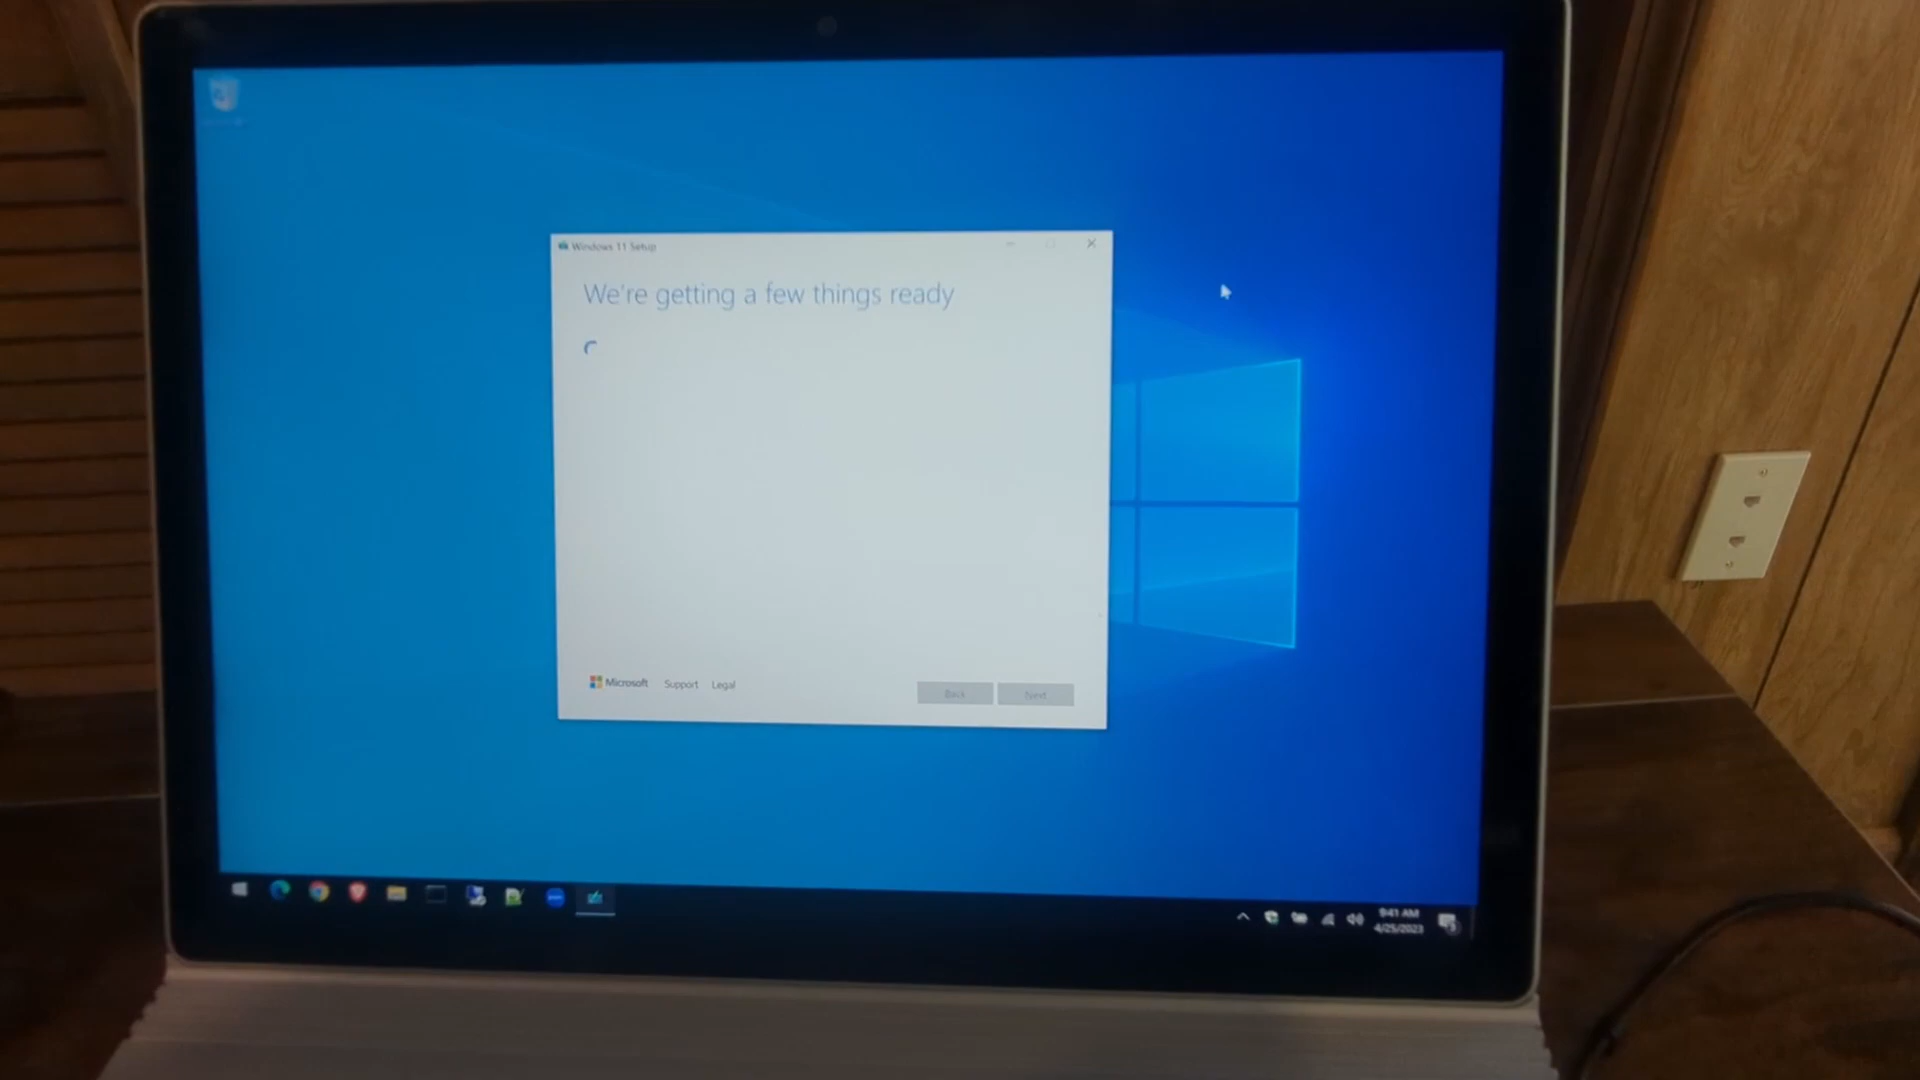 Windows 11 Setup
We're getting a few things ready
Microsoft Support Legal
Back Next
9:41 AM
4/25/2023